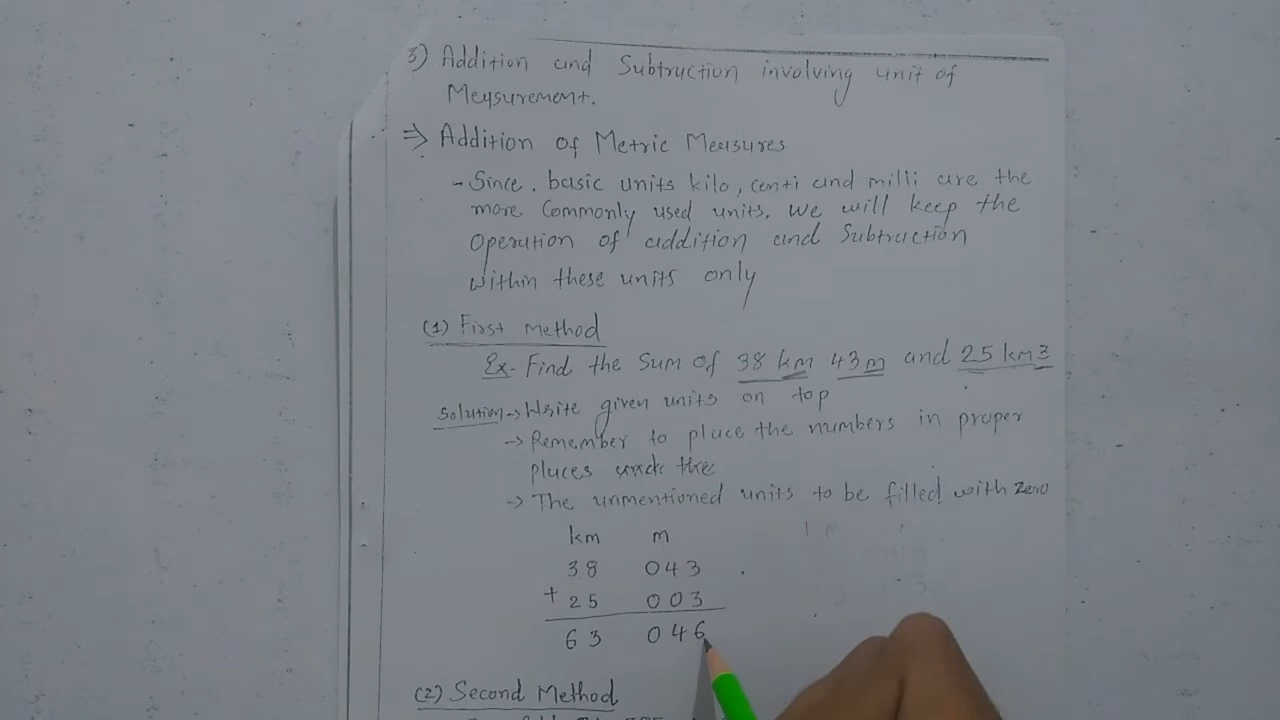 3) Addition and Subtraction involving unit of
Measurement.
⇒ Addition of Metric Measures
- Since, basic units kilo, centi and milli are the
more commonly used units. We will keep the
Operation of addition and Subtraction
within these units only
(1) First Method
Ex- Find the Sum of 38 km 43 m and 25 km 3
Solution → Write given units on top
→ Remember to place the numbers in proper
places
→ The unmentioned units to be filled with zero
km m
38 043
+ 25 003
63 046
(2) Second Method